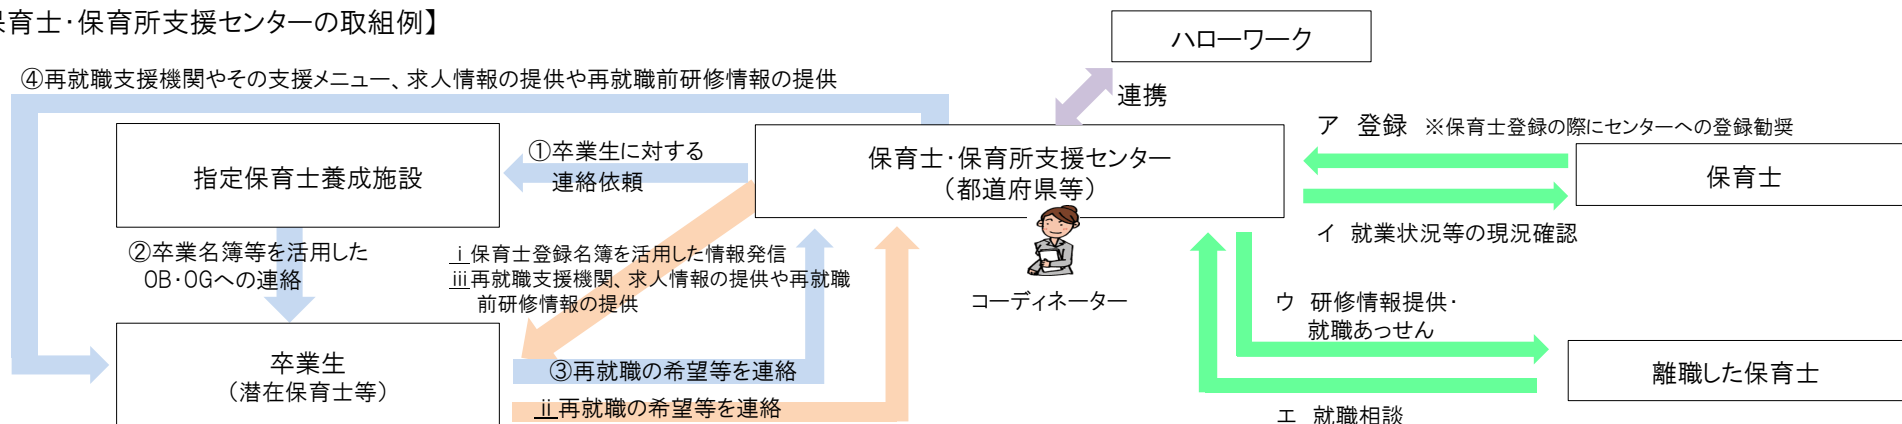 保育士・保育所支援センターの取組例】
ハローワーク
④再就職支援機関やその支援メニュー、求人情報の提供や再就職前研修情報の提供
連携
ア 登録 ※保育士登録の際にセンターへの登録勧奨
指定保育士養成施設
①卒業生に対する
連絡依頼
保育士・保育所支援センター
（都道府県等）
保育士
イ 就業状況等の現況確認
②卒業名簿等を活用した
OB・OGへの連絡
ⅰ保育士登録名簿を活用した情報発信
ⅲ再就職支援機関、求人情報の提供や再就職
前研修情報の提供
コーディネーター
ウ 研修情報提供・
就職あっせん
卒業生
（潜在保育士等）
③再就職の希望等を連絡
ⅱ再就職の希望等を連絡
離職した保育士
エ 就職相談